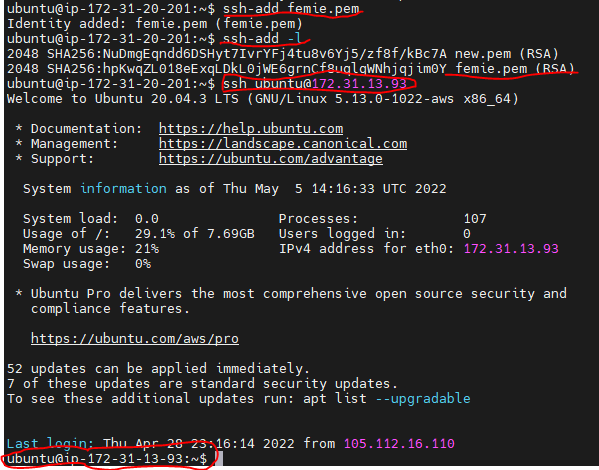 ubuntu@ip-172-31-20-201:~$ ssh-add femie.pem
Identity added: femie.pem (femie.pem)
ubuntu@ip-172-31-20-201:~$ ssh-add -l
2048 SHA256:NuDmgEqndd6DSHyt7IvrYFj4tu8v6Yj5/zf8f/kBc7A new.pem (RSA)
2048 SHA256:hpKwqZL018eExqLDkL0jWE6grnCf8uqlqWNhjqjim0Y femie.pem (RSA)
ubuntu@ip-172-31-20-201:~$ ssh ubuntu@172.31.13.93
Welcome to Ubuntu 20.04.3 LTS (GNU/Linux 5.13.0-1022-aws x86_64)
* Documentation: https://help.ubuntu.com
* Management: https://landscape.canonical.com
* Support: https://ubuntu.com/advantage
System information as of Thu May 5 14:16:33 UTC 2022
System load: 0.0 Processes: 107
Usage of /: 29.1% of 7.69GB Users logged in: 0
Memory usage: 21% IPv4 address for eth0: 172.31.13.93
Swap usage: 0%
* Ubuntu Pro delivers the most comprehensive open source security and
compliance features.
https://ubuntu.com/aws/pro
52 updates can be applied immediately.
7 of these updates are standard security updates.
To see these additional updates run: apt list --upgradable
Last login: Thu Apr 28 23:16:14 2022 from 105.112.16.110
ubuntu@ip-172-31-13-93:~$